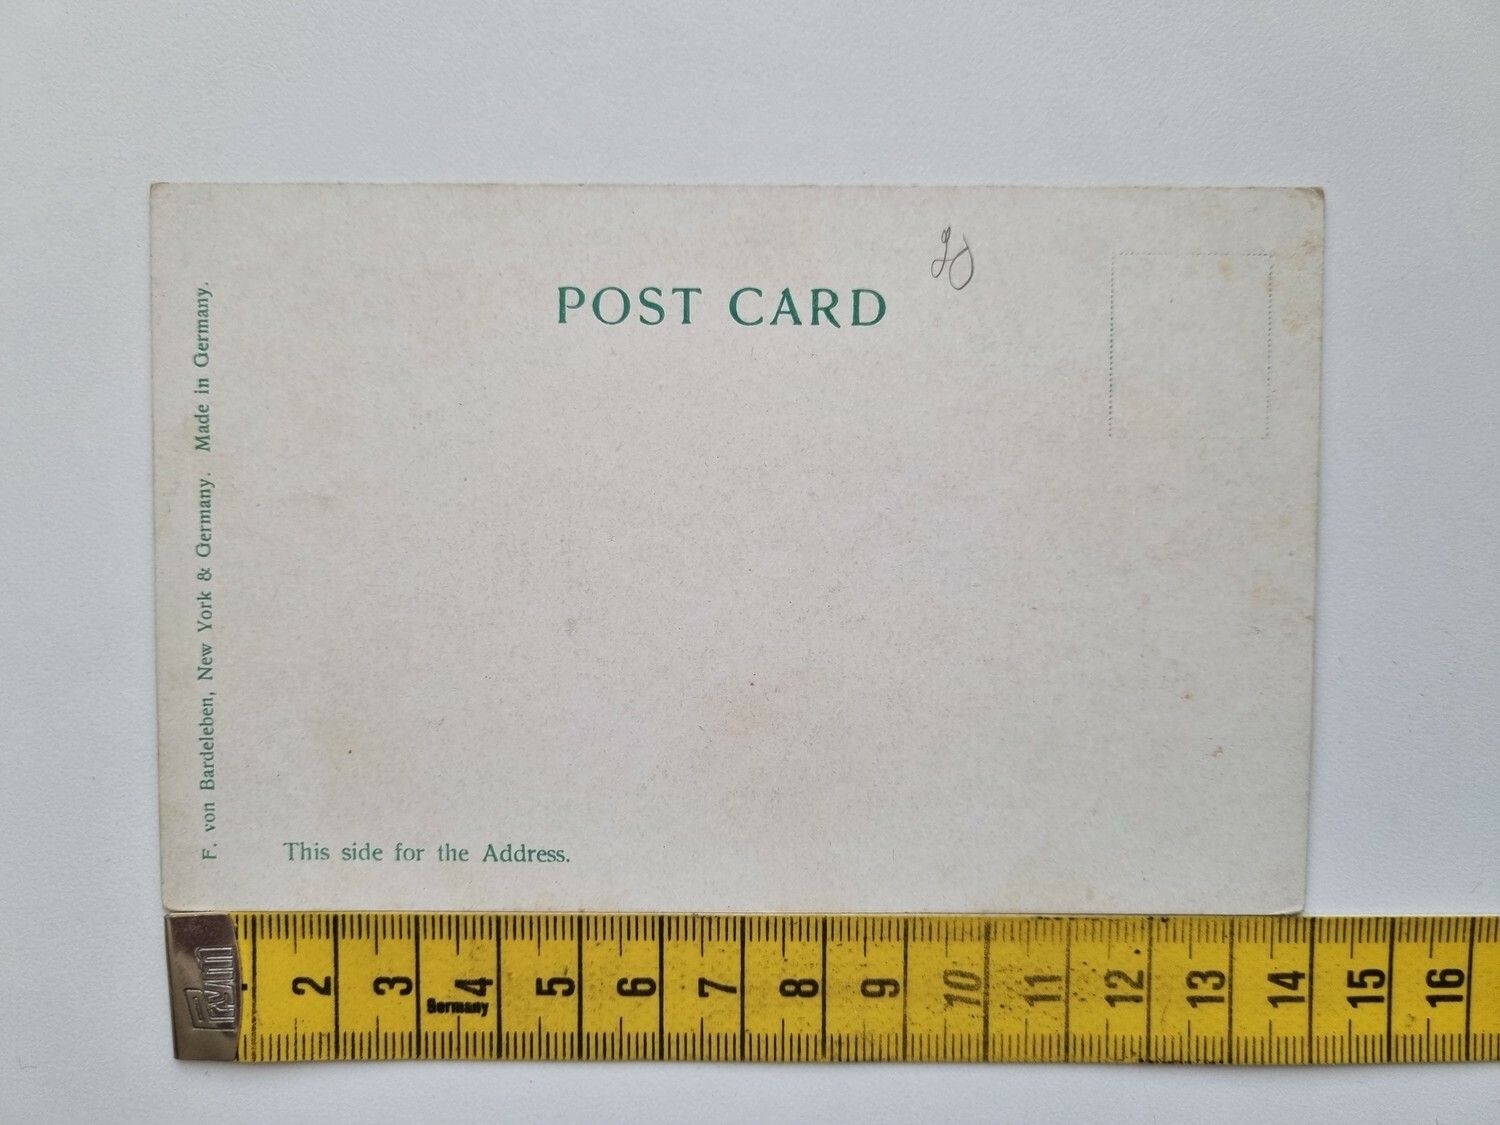 POST CARD
F. von Bardeleben, New York & Germany. Made in Germany.
This side for the Address.
Prym
2 3 4 5 6 7 8 9 10 11 12 13 14 15 16
Germany